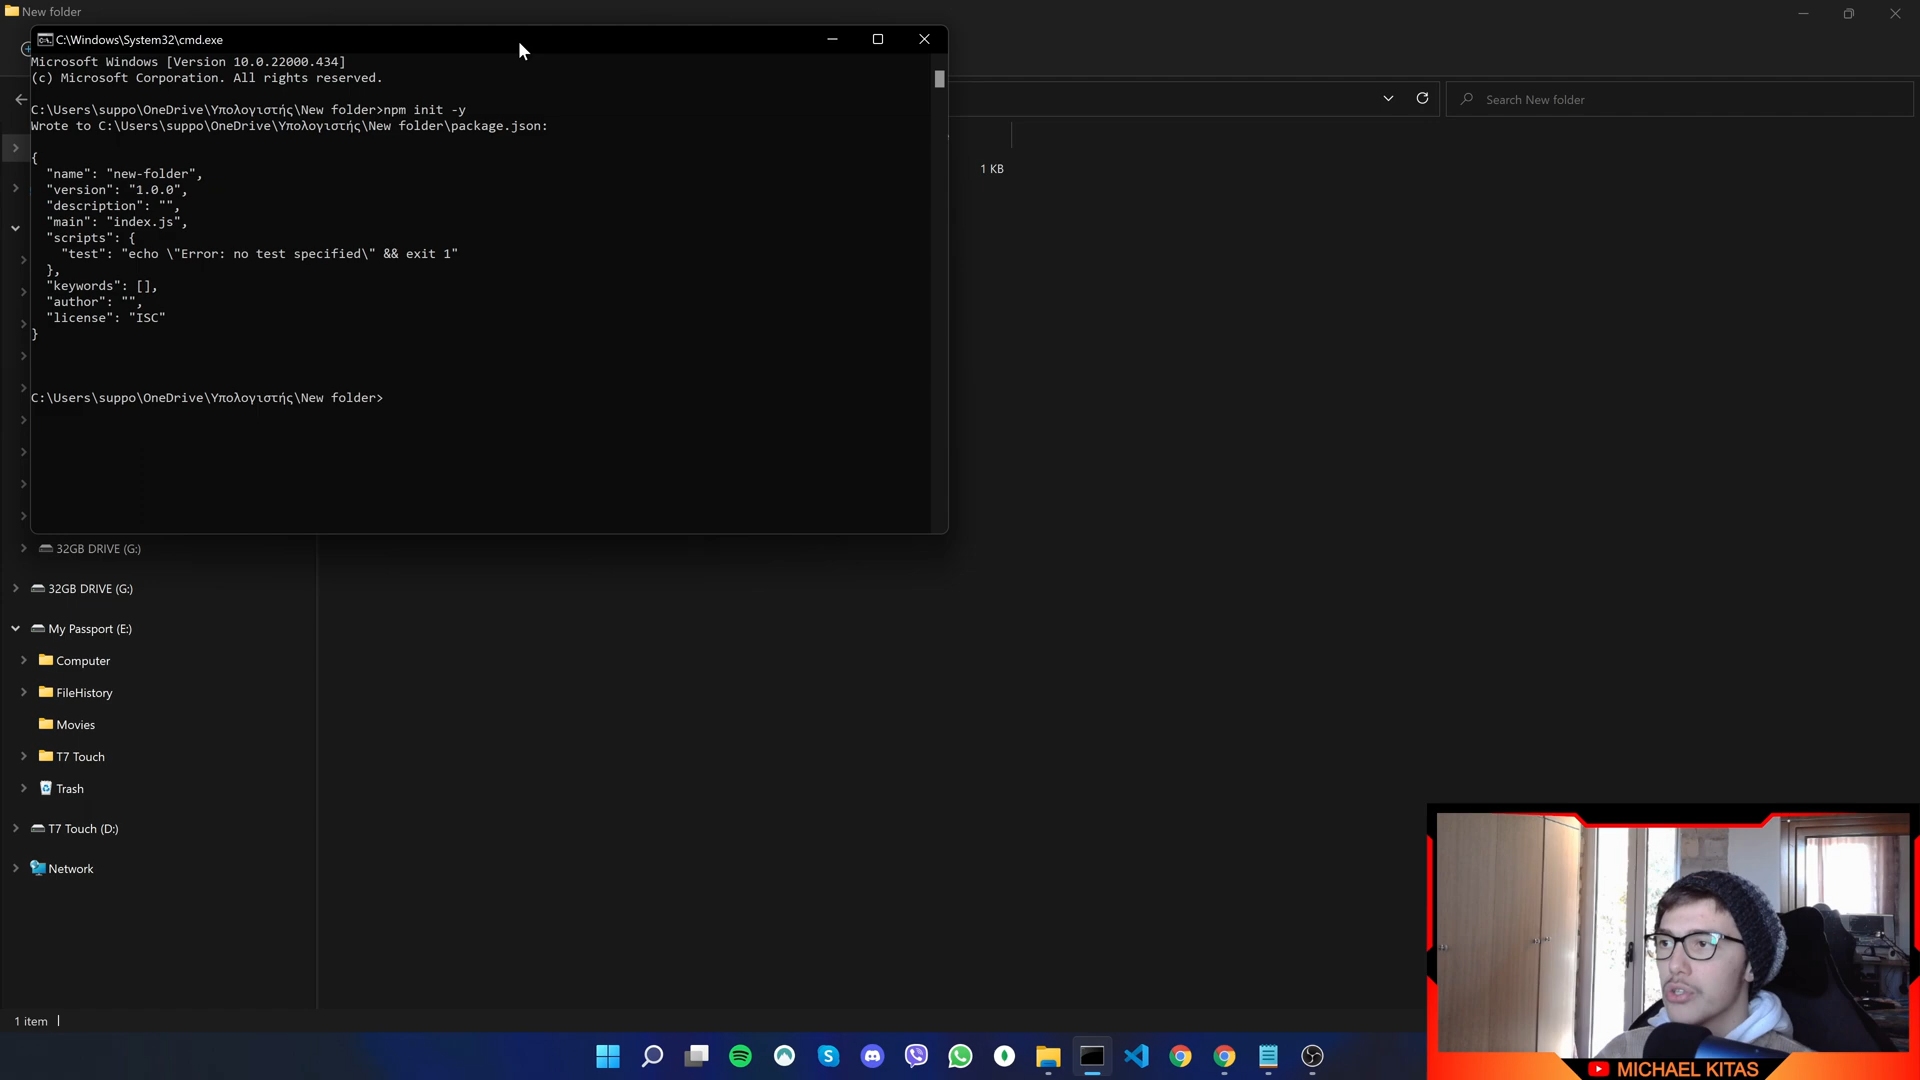 New folder
C:\Windows\System32\cmd.exe
Microsoft Windows [Version 10.0.22000.434]
(c) Microsoft Corporation. All rights reserved.
C:\Users\suppo\OneDrive\Υπολογιστής\New folder>npm init -y
Wrote to C:\Users\suppo\OneDrive\Υπολογιστής\New folder\package.json:
{
"name": "new-folder",
"version": "1.0.0",
"description": "",
"main": "index.js",
"scripts": {
"test": "echo \"Error: no test specified\" && exit 1"
},
"keywords": [],
"author": "",
"license": "ISC"
}
C:\Users\suppo\OneDrive\Υπολογιστής\New folder>
Search New folder
1 KB
32GB DRIVE (G:)
32GB DRIVE (G:)
My Passport (E:)
Computer
FileHistory
Movies
T7 Touch
Trash
T7 Touch (D:)
Network
1 item
MICHAEL KITAS